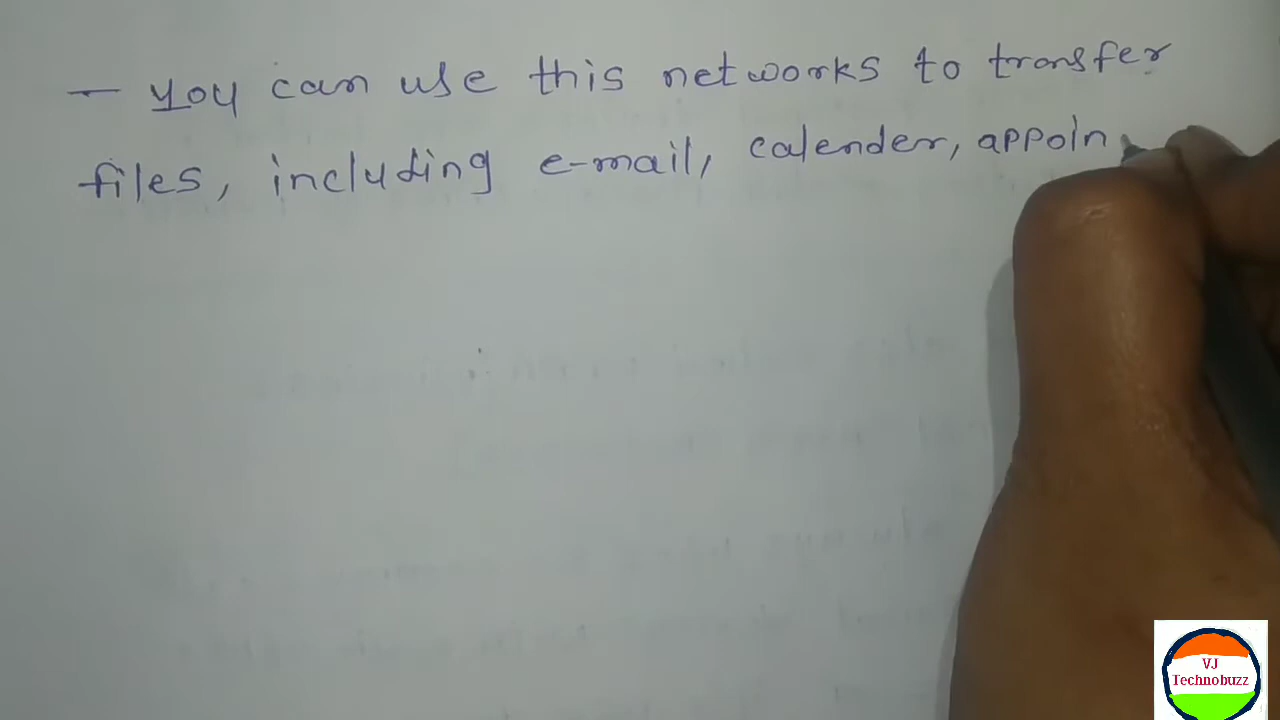 - you can use this networks to transfer
files, including e-mail, calender, appoin
VJ
Technobuzz